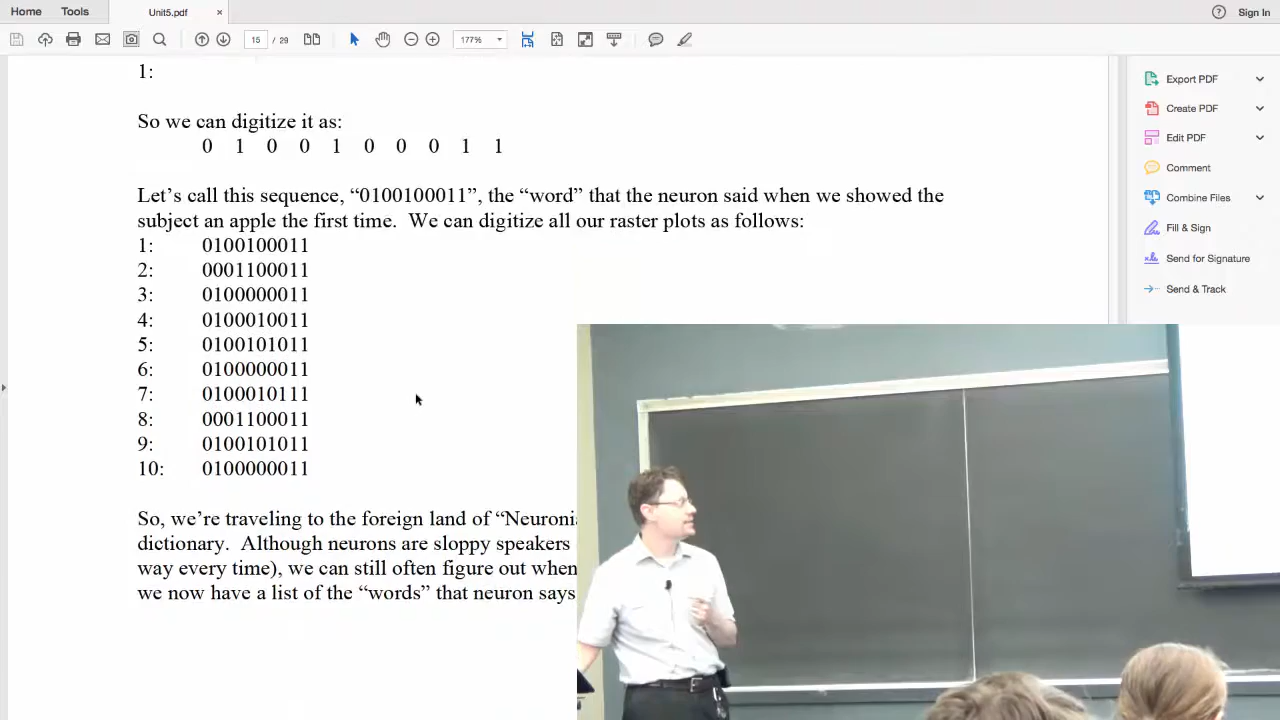 Home Tools Unit5.pdf × Sign In
15 / 29 177%
1:
So we can digitize it as:
0 1 0 0 1 0 0 0 1 1
Let’s call this sequence, “0100100011”, the “word” that the neuron said when we showed the
subject an apple the first time. We can digitize all our raster plots as follows:
1: 0100100011
2: 0001100011
3: 0100000011
4: 0100010011
5: 0100101011
6: 0100000011
7: 0100010111
8: 0001100011
9: 0100101011
10: 0100000011
So, we’re traveling to the foreign land of “Neuronia
dictionary. Although neurons are sloppy speakers
way every time), we can still often figure out when
we now have a list of the “words” that neuron says
Export PDF
Create PDF
Edit PDF
Comment
Combine Files
Fill & Sign
Send for Signature
Send & Track